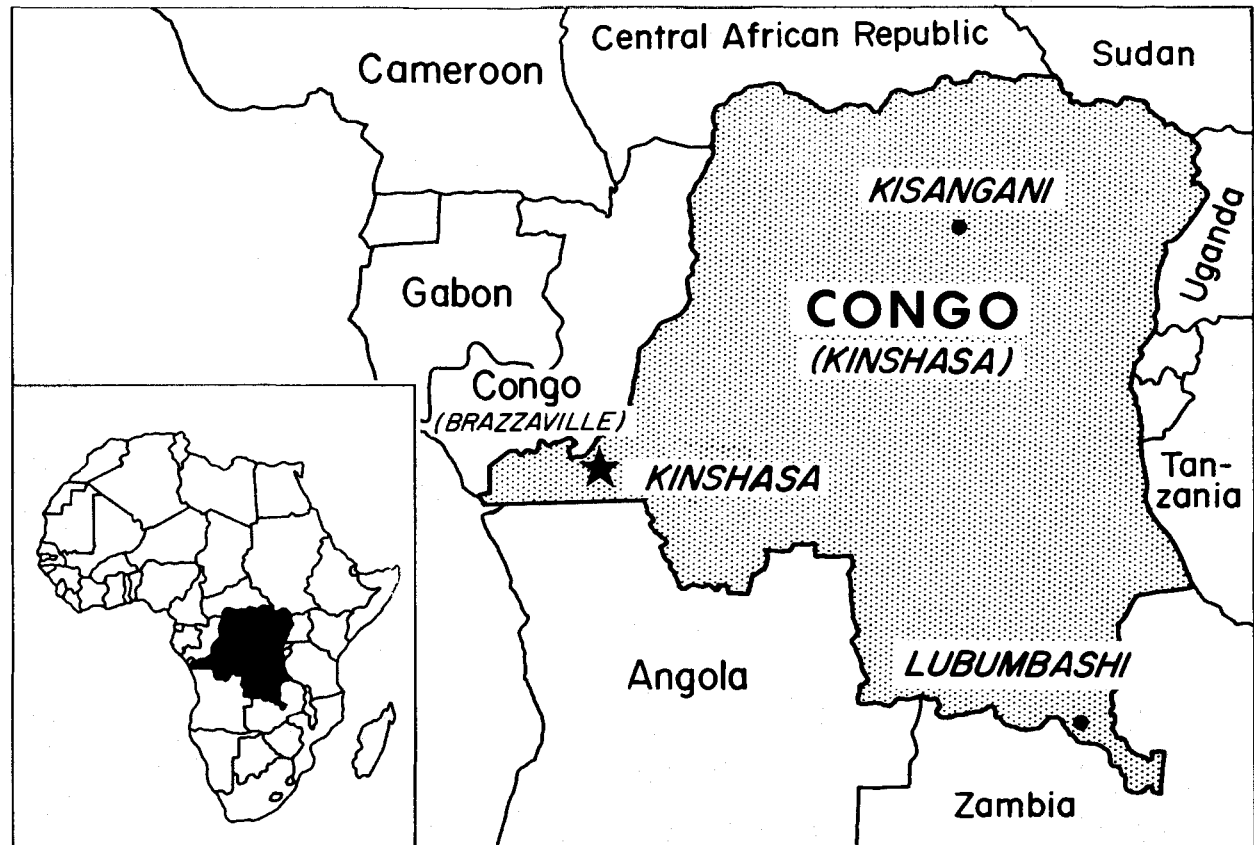 Central African Republic
Sudan
Cameroon
KISANGANI
Uganda
Gabon
CONGO
(KINSHASA)
Congo
(BRAZZAVILLE)
KINSHASA
Tan-
zania
Angola
LUBUMBASHI
Zambia